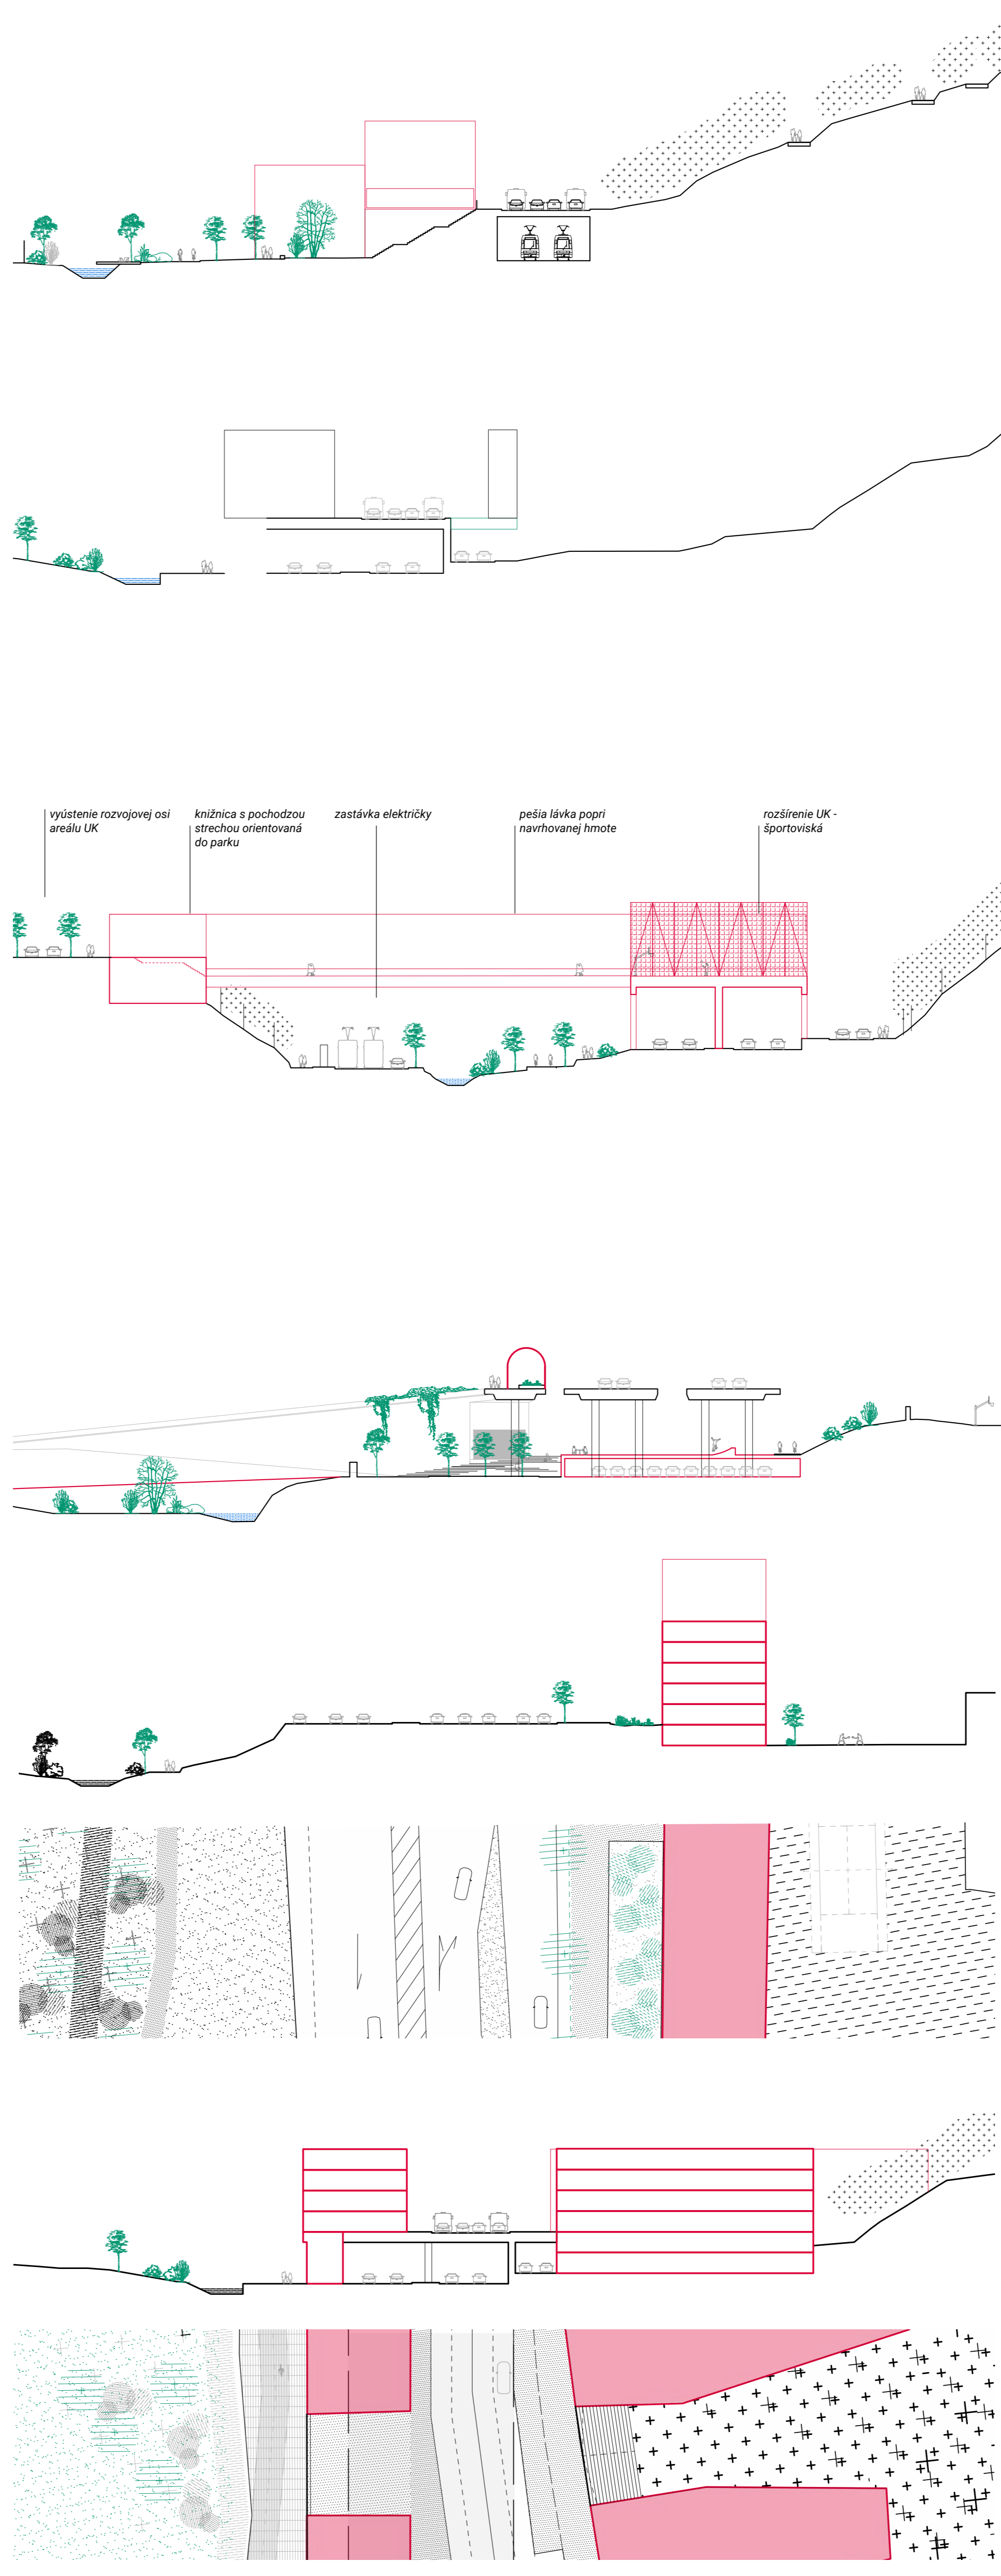 vyústenie rozvojovej osi
areálu UK
knižnica s pochodzou
strechou orientovaná
do parku
zastávka električky
pešia lávka popri
navrhovanej hmote
rozšírenie UK -
športoviská